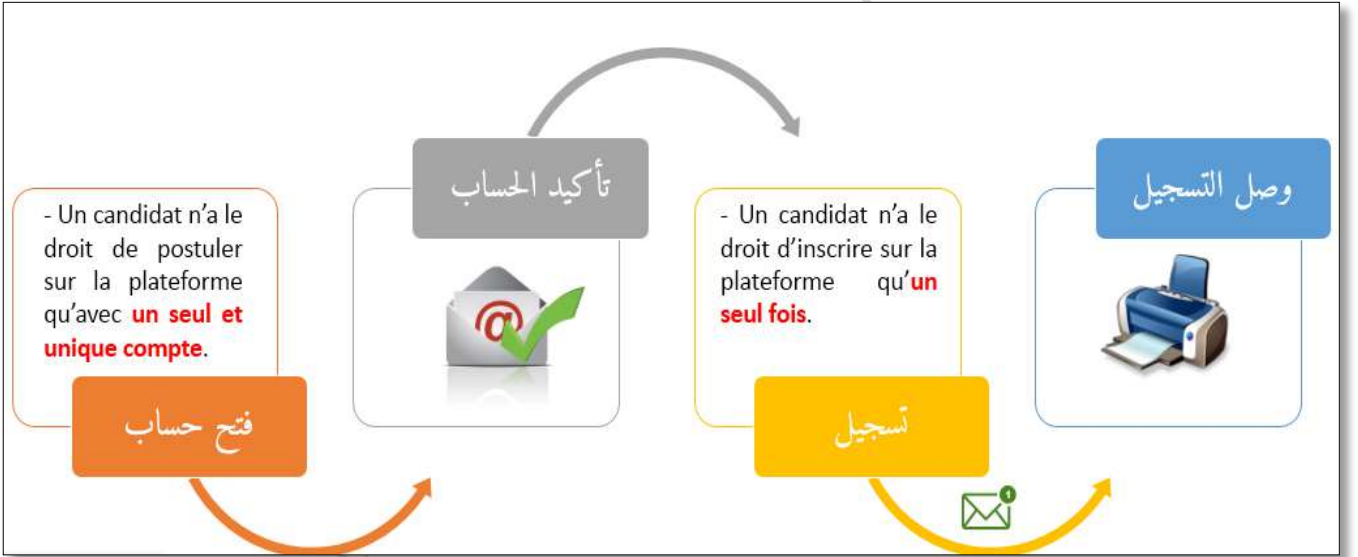 - Un candidat n'a le
droit de postuler
sur la plateforme
qu'avec un seul et
unique compte.
فتح حساب
تأكيد الحساب
@
- Un candidat n'a le
droit d'inscrire sur la
plateforme qu'un
seul fois.
تسجيل
1
وصل التسجيل